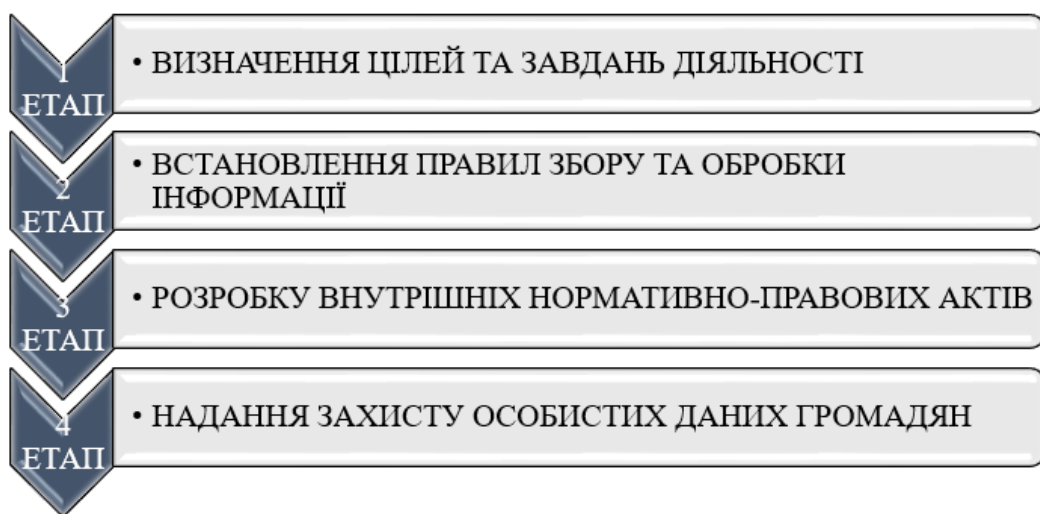 1
ЕТАП
• ВИЗНАЧЕННЯ ЦІЛЕЙ ТА ЗАВДАНЬ ДІЯЛЬНОСТІ
2
ЕТАП
• ВСТАНОВЛЕННЯ ПРАВИЛ ЗБОРУ ТА ОБРОБКИ
ІНФОРМАЦІЇ
3
ЕТАП
• РОЗРОБКУ ВНУТРІШНІХ НОРМАТИВНО-ПРАВОВИХ АКТІВ
4
ЕТАП
• НАДАННЯ ЗАХИСТУ ОСОБИСТИХ ДАНИХ ГРОМАДЯН